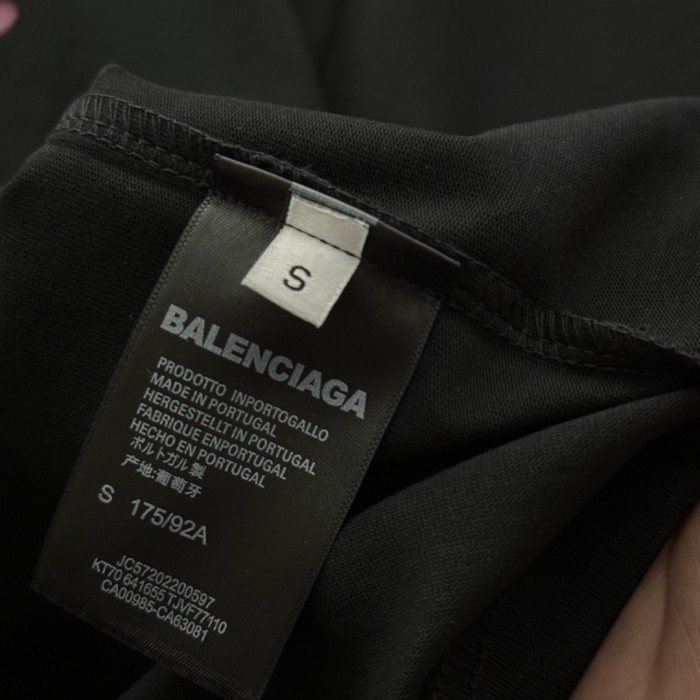 S
BALENCIAGA
PRODOTTO INPORTOGALLO
MADE IN PORTUGAL
HERGESTELLT IN PORTUGAL
FABRIQUE ENPORTUGAL
HECHO EN PORTUGAL
ポルトガル製
产地:葡萄牙
S 175/92A
JC57202200597
KT70 641655 TJVF77110
CA00985-CA63081